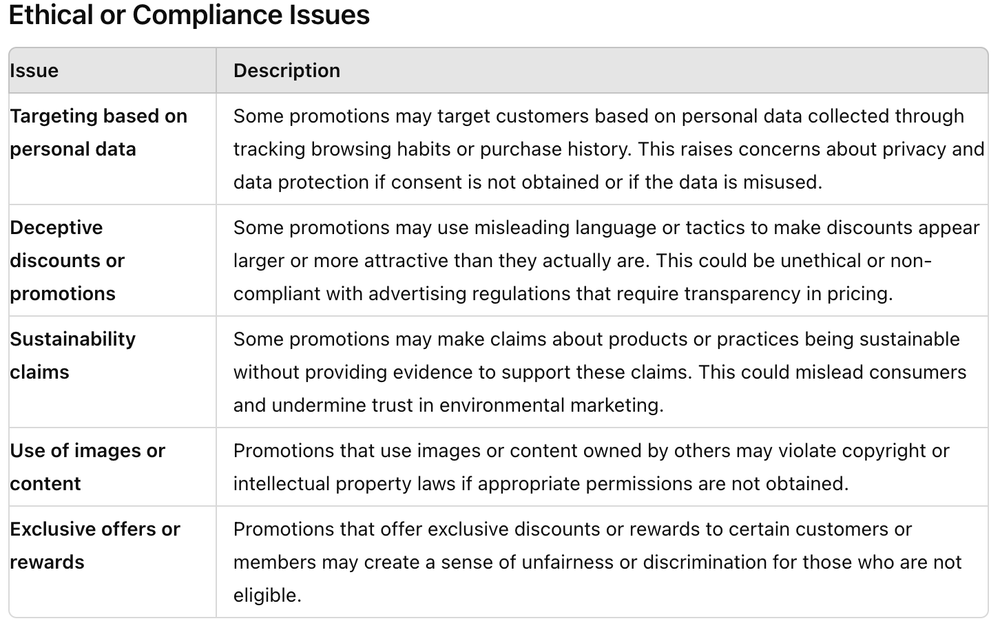 Ethical or Compliance Issues
Issue
Description
Targeting based on
personal data
Some promotions may target customers based on personal data collected through
tracking browsing habits or purchase history. This raises concerns about privacy and
data protection if consent is not obtained or if the data is misused.
Deceptive
discounts or
promotions
Some promotions may use misleading language or tactics to make discounts appear
larger or more attractive than they actually are. This could be unethical or non-
compliant with advertising regulations that require transparency in pricing.
Sustainability
claims
Some promotions may make claims about products or practices being sustainable
without providing evidence to support these claims. This could mislead consumers
and undermine trust in environmental marketing.
Use of images or
content
Promotions that use images or content owned by others may violate copyright or
intellectual property laws if appropriate permissions are not obtained.
Exclusive offers or
rewards
Promotions that offer exclusive discounts or rewards to certain customers or
members may create a sense of unfairness or discrimination for those who are not
eligible.